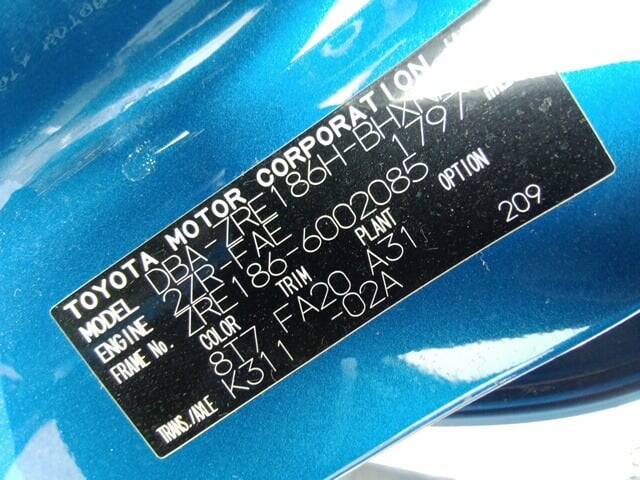 TOYOTA MOTOR CORPORATION
MODEL DBA-ZRE186H-BHXNK
ENGINE 2ZR-FAE 1797
FRAME No. ZRE186-6002085
COLOR TRIM PLANT OPTION
8T7 FA20 A31 209
TRANS./AXLE K311 -02A